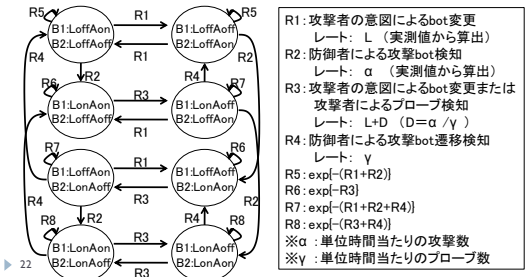 R5
R1
R5
B1:LoffAon
B2:LoffAon
B1:LoffAoff
B2:LoffAon
R1
R4
R2
R4
R2
R6
R3
R7
B1:LonAoff
B2:LoffAon
B1:LonAoff
B2:LoffAoff
R1
R7
R1
R6
B1:LoffAon
B2:LonAoff
B1:LoffAoff
B2:LonAoff
R3
R4
R2
R4
R2
R8
R3
R8
B1:LonAoff
B2:LonAoff
B1:LonAoff
B2:LonAoff
R3
R1:攻撃者の意図によるbot変更
レート: L (実測値から算出)
R2:防御者による攻撃bot検知
レート: α (実測値から算出)
R3:攻撃者の意図によるbot変更または
攻撃者によるプローブ検知
レート: L+D (D=α/γ)
R4:防御者による攻撃bot遷移検知
レート: γ
R5:exp{-(R1+R2)}
R6:exp{-R3}
R7:exp{-(R1+R2+R4)}
R8:exp{-(R3+R4)}
※α :単位時間当たりの攻撃数
※γ :単位時間当たりのプローブ数
22